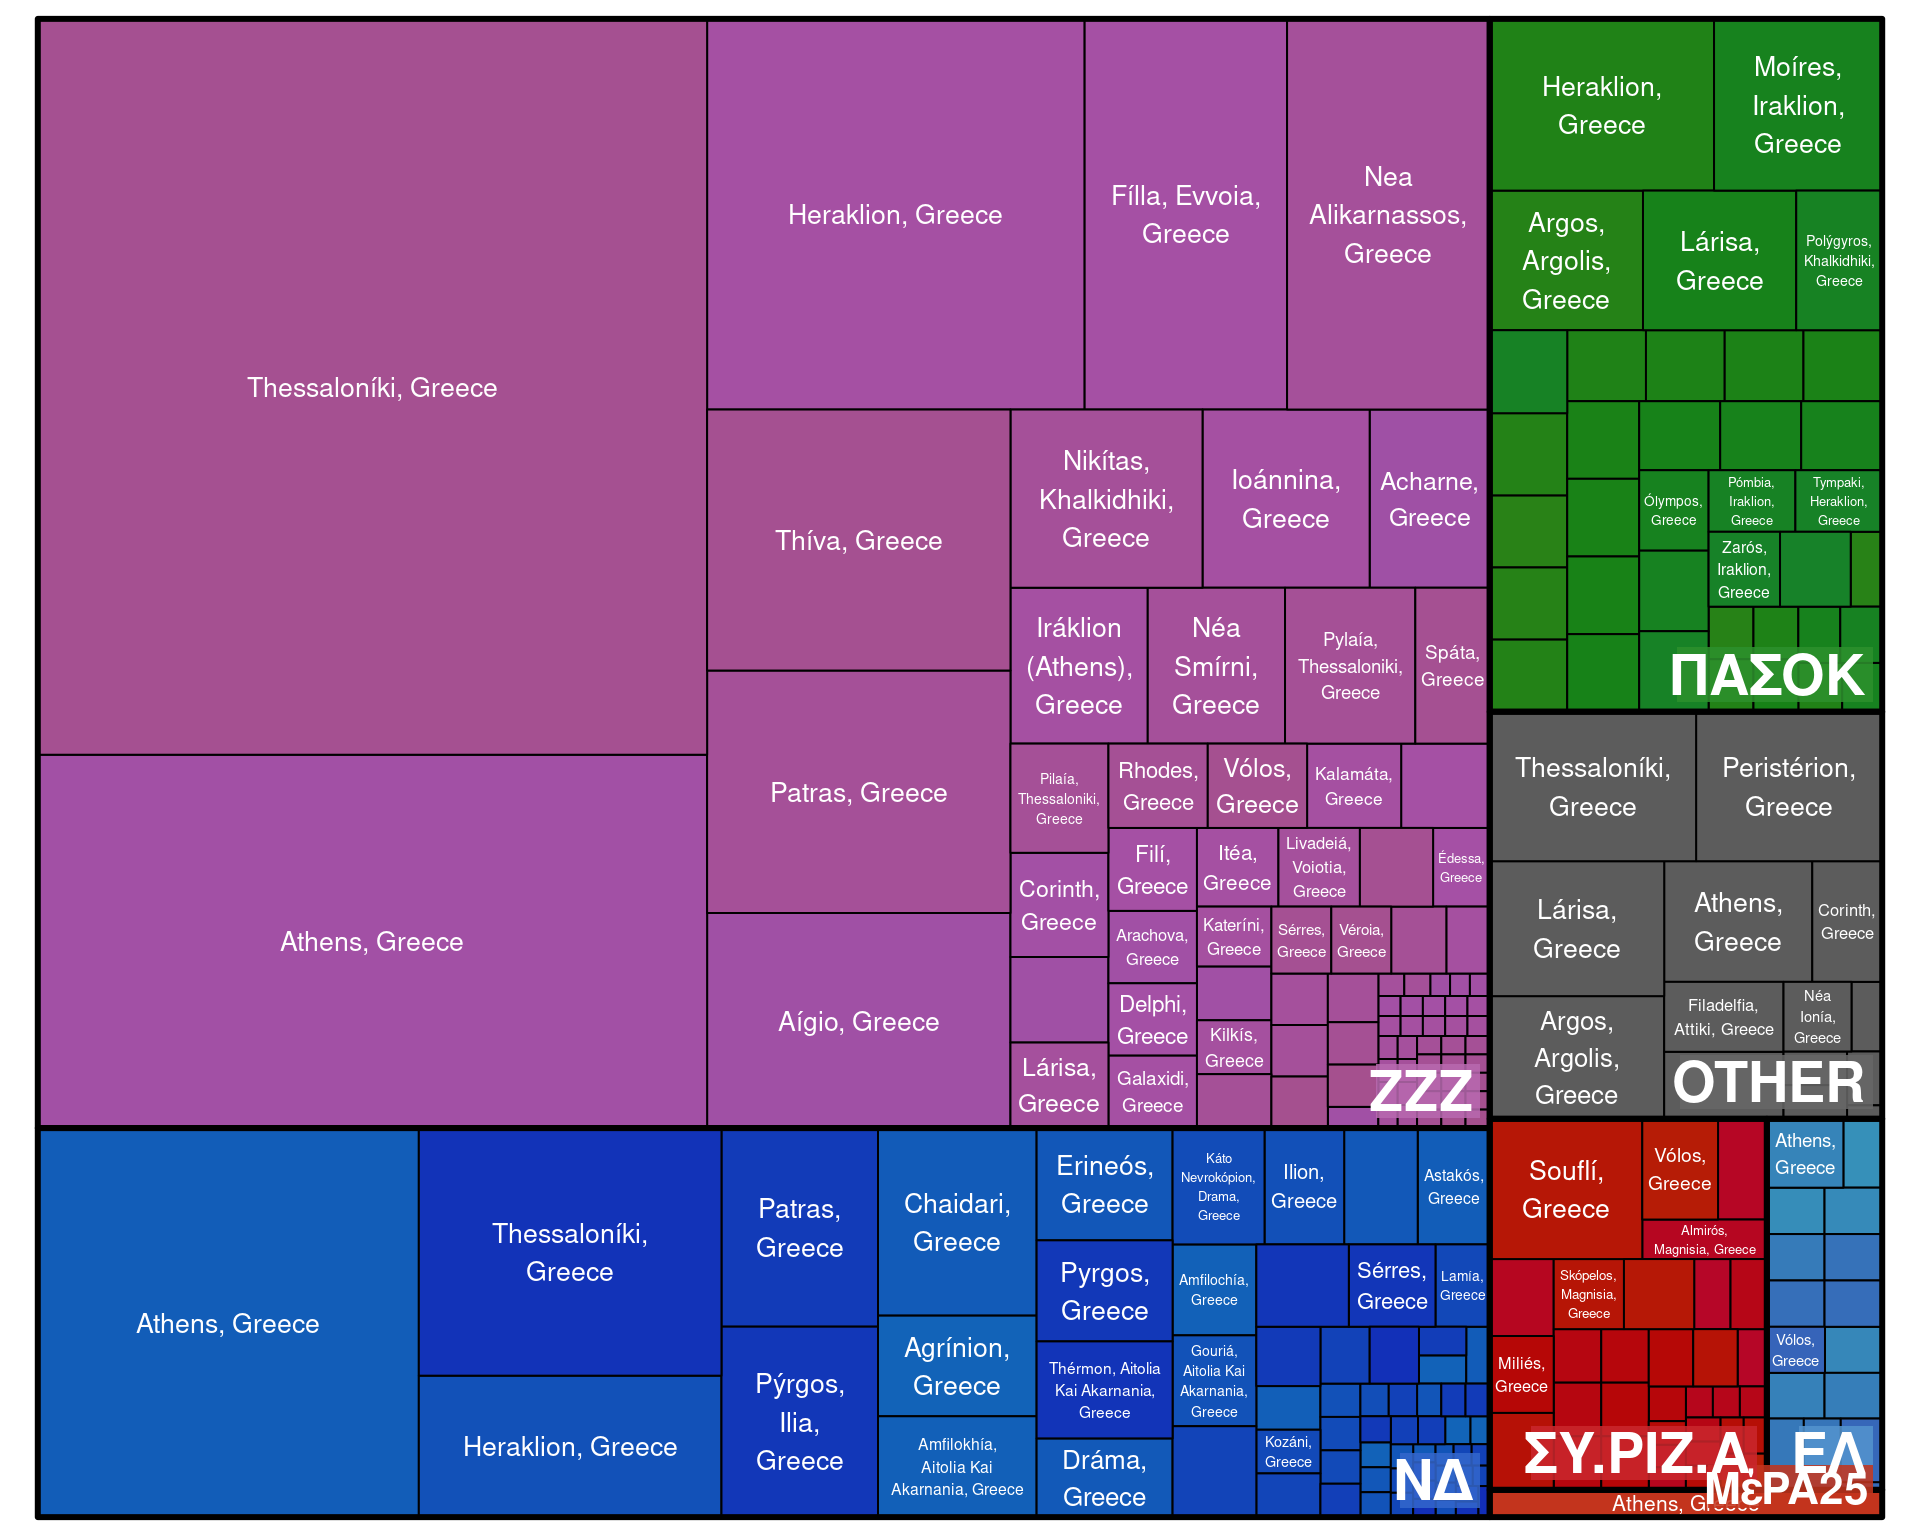 Thessaloníki, Greece
Athens, Greece
Heraklion, Greece
Fílla, Evvoia,
Greece
Nea
Alikarnassos,
Greece
Thíva, Greece
Patras, Greece
Aígio, Greece
Nikítas,
Khalkidhiki,
Greece
Ioánnina,
Greece
Acharne,
Greece
Iráklion
(Athens),
Greece
Néa
Smírni,
Greece
Pylaía,
Thessaloniki,
Greece
Spáta,
Greece
Pilaía,
Thessaloniki,
Greece
Rhodes,
Greece
Vólos,
Greece
Kalamáta,
Greece
Corinth,
Greece
Filí,
Greece
Itéa,
Greece
Livadeiá,
Voiotia,
Greece
Édessa,
Greece
Arachova,
Greece
Kateríni,
Greece
Sérres,
Greece
Véroia,
Greece
Delphi,
Greece
Kilkís,
Greece
Lárisa,
Greece
Galaxidi,
Greece
ZZZ
Heraklion,
Greece
Moíres,
Iraklion,
Greece
Argos,
Argolis,
Greece
Lárisa,
Greece
Polýgyros,
Khalkidhiki,
Greece
Ólympos,
Greece
Pómbia,
Iraklion,
Greece
Tympaki,
Heraklion,
Greece
Zarós,
Iraklion,
Greece
ΠΑΣΟΚ
Thessaloníki,
Greece
Peristérion,
Greece
Lárisa,
Greece
Athens,
Greece
Corinth,
Greece
Argos,
Argolis,
Greece
Filadelfia,
Attiki, Greece
Néa
Ionía,
Greece
OTHER
Athens, Greece
Thessaloníki,
Greece
Heraklion, Greece
Patras,
Greece
Pýrgos,
Ilia,
Greece
Chaidari,
Greece
Agrínion,
Greece
Amfilokhía,
Aitolia Kai
Akarnania, Greece
Erineós,
Greece
Pyrgos,
Greece
Thérmon, Aitolia
Kai Akarnania,
Greece
Dráma,
Greece
Káto
Nevrokópion,
Drama,
Greece
Ilion,
Greece
Astakós,
Greece
Amfilochía,
Greece
Sérres,
Greece
Lamía,
Greece
Gouriá,
Aitolia Kai
Akarnania,
Greece
Kozáni,
Greece
ΝΔ
Souflí,
Greece
Vólos,
Greece
Almirós,
Magnisia, Greece
Skópelos,
Magnisia,
Greece
Miliés,
Greece
ΣΥ.ΡΙΖ.Α
Athens,
Greece
Vólos,
Greece
ΕΛ
Athens, Greece
ΜέΡΑ25